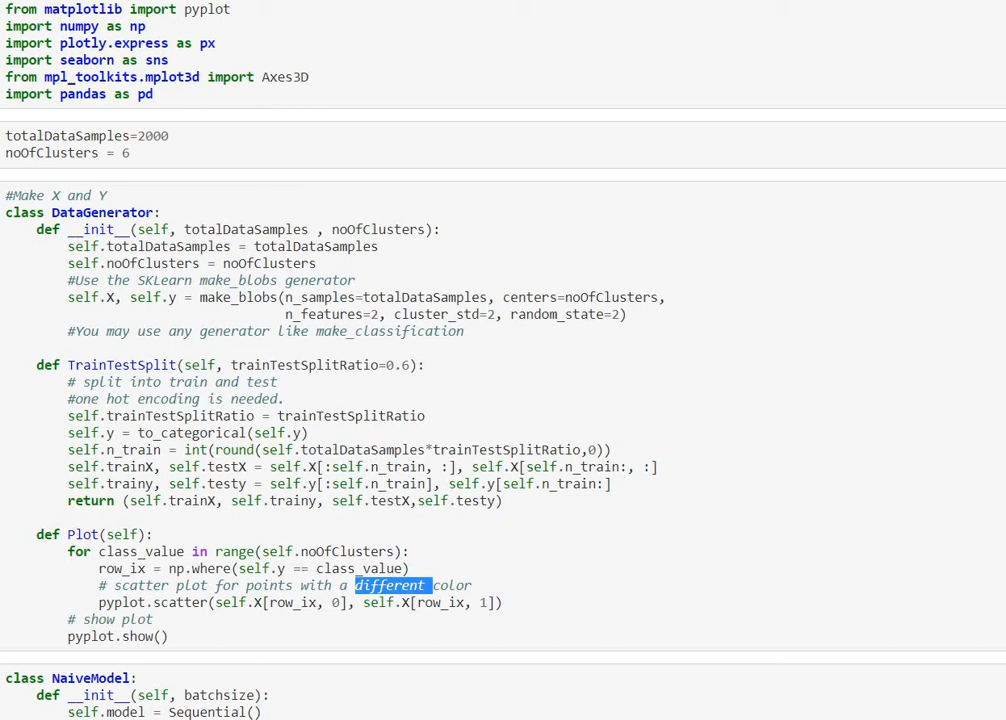 from matplotlib import pyplot
import numpy as np
import plotly.express as px
import seaborn as sns
from mpl_toolkits.mplot3d import Axes3D
import pandas as pd
totalDataSamples=2000
noOfClusters = 6
#Make X and Y
class DataGenerator:
    def __init__(self, totalDataSamples , noOfClusters):
        self.totalDataSamples = totalDataSamples
        self.noOfClusters = noOfClusters
        #Use the SKLearn make_blobs generator
        self.X, self.y = make_blobs(n_samples=totalDataSamples, centers=noOfClusters,
                                    n_features=2, cluster_std=2, random_state=2)
        #You may use any generator like make_classification
    def TrainTestSplit(self, trainTestSplitRatio=0.6):
        # split into train and test
        #one hot encoding is needed.
        self.trainTestSplitRatio = trainTestSplitRatio
        self.y = to_categorical(self.y)
        self.n_train = int(round(self.totalDataSamples*trainTestSplitRatio,0))
        self.trainX, self.testX = self.X[:self.n_train, :], self.X[self.n_train:, :]
        self.trainy, self.testy = self.y[:self.n_train], self.y[self.n_train:]
        return (self.trainX, self.trainy, self.testX,self.testy)
    def Plot(self):
        for class_value in range(self.noOfClusters):
            row_ix = np.where(self.y == class_value)
            # scatter plot for points with a different color
            pyplot.scatter(self.X[row_ix, 0], self.X[row_ix, 1])
        # show plot
        pyplot.show()
class NaiveModel:
    def __init__(self, batchsize):
        self.model = Sequential()